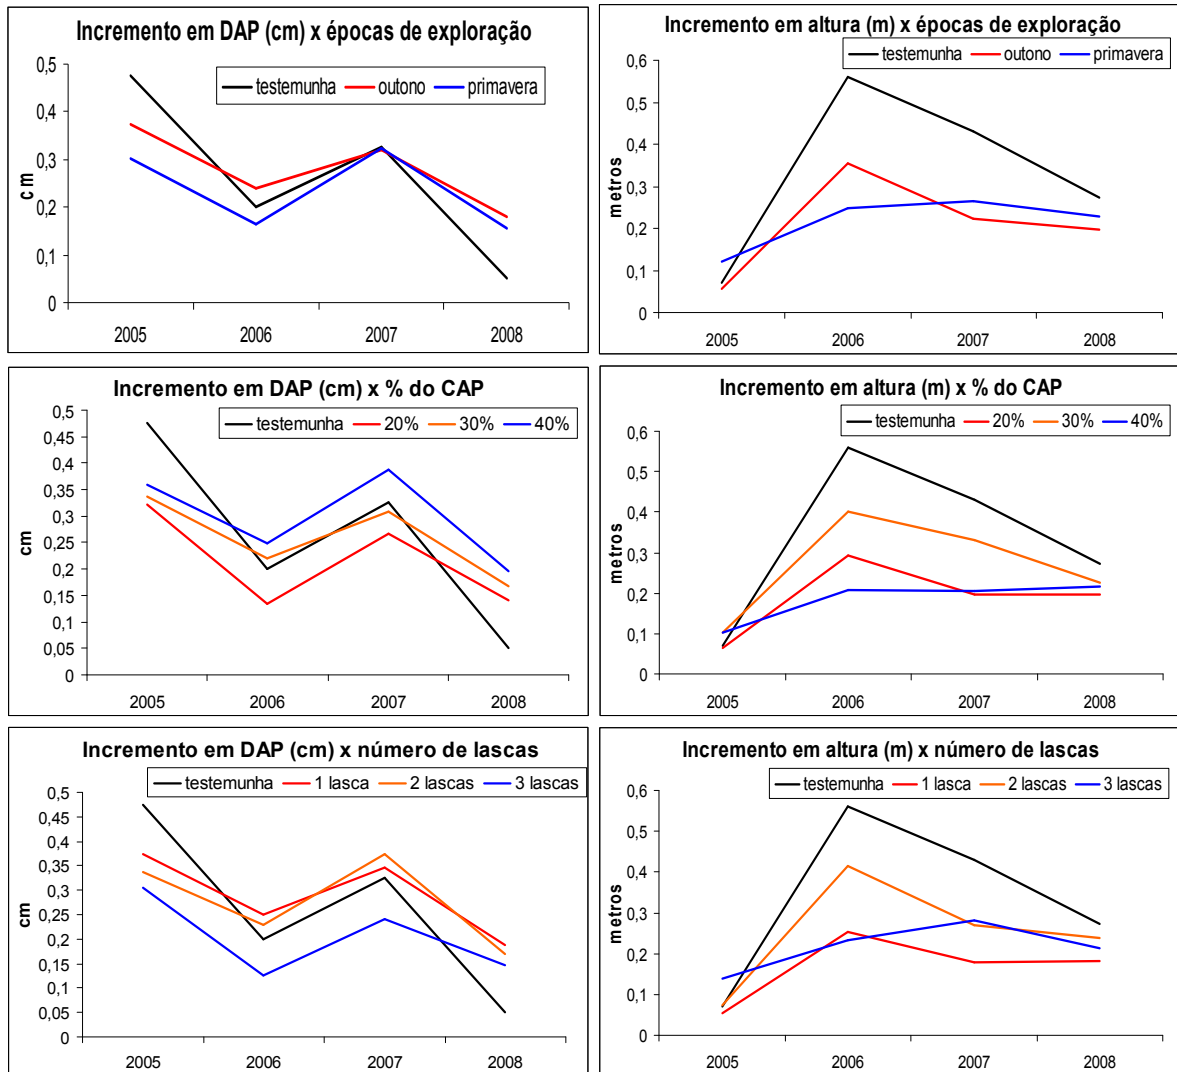 Incremento em DAP (cm) x épocas de exploração
testemunha outono primavera
0,5
0,4
0,3
0,2
0,1
0
cm
2005 2006 2007 2008
Incremento em altura (m) x épocas de exploração
testemunha outono primavera
0,6
0,5
0,4
0,3
0,2
0,1
0
metros
2005 2006 2007 2008
Incremento em DAP (cm) x % do CAP
testemunha 20% 30% 40%
0,5
0,45
0,4
0,35
0,3
0,25
0,2
0,15
0,1
0,05
0
cm
2005 2006 2007 2008
Incremento em altura (m) x % do CAP
testemunha 20% 30% 40%
0,6
0,5
0,4
0,3
0,2
0,1
0
metros
2005 2006 2007 2008
Incremento em DAP (cm) x número de lascas
testemunha 1 lasca 2 lascas 3 lascas
0,5
0,45
0,4
0,35
0,3
0,25
0,2
0,15
0,1
0,05
0
cm
2005 2006 2007 2008
Incremento em altura (m) x número de lascas
testemunha 1 lasca 2 lascas 3 lascas
0,6
0,5
0,4
0,3
0,2
0,1
0
metros
2005 2006 2007 2008